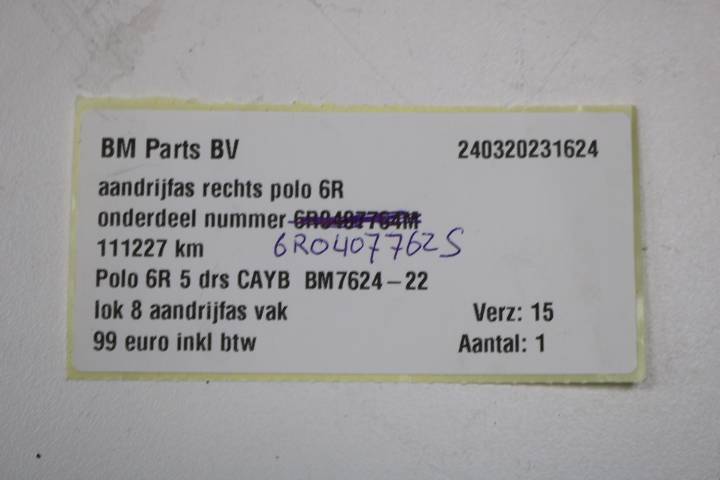 BM Parts BV 240320231624
aandrijfas rechts polo 6R
onderdeel nummer 6R0407764M
111227 km 6R0407762S
Polo 6R 5 drs CAYB BM7624-22
lok 8 aandrijfas vak Verz: 15
99 euro inkl btw Aantal: 1